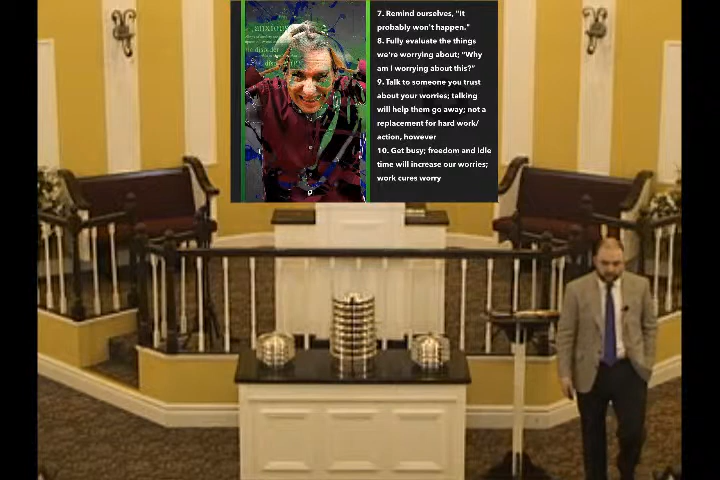 anxiety
disorder
7. Remind ourselves, "It
probably won't happen."
8. Fully evaluate the things
we're worrying about; "Why
am I worrying about this?"
9. Talk to someone you trust
about your worries; talking
will help them go away; not a
replacement for hard work/
action, however
10. Get busy; freedom and idle
time will increase our worries;
work cures worry